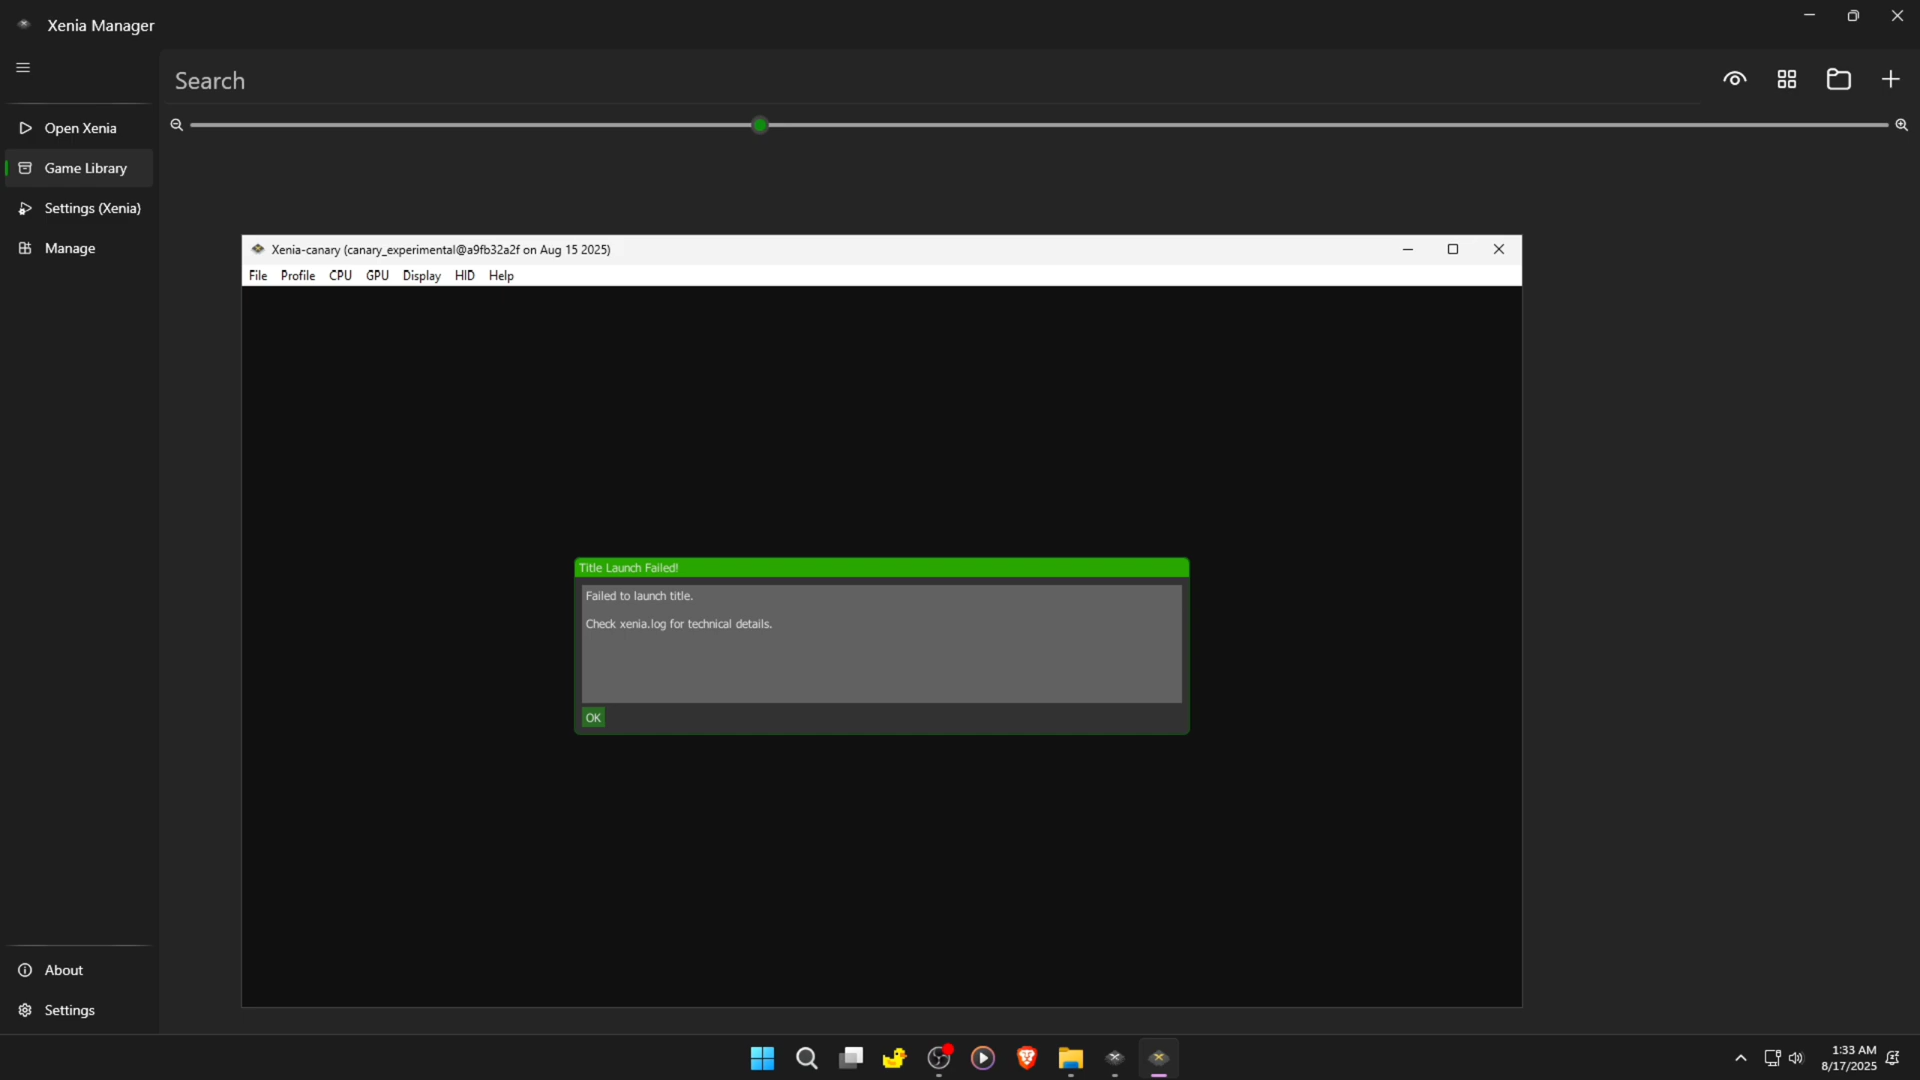 Xenia Manager
Search
Open Xenia
Game Library
Settings (Xenia)
Manage
Xenia-canary (canary_experimental@a9fb32a2f on Aug 15 2025)
File Profile CPU GPU Display HID Help
Title Launch Failed!
Failed to launch title.
Check xenia.log for technical details.
OK
About
Settings
1:33 AM
8/17/2025